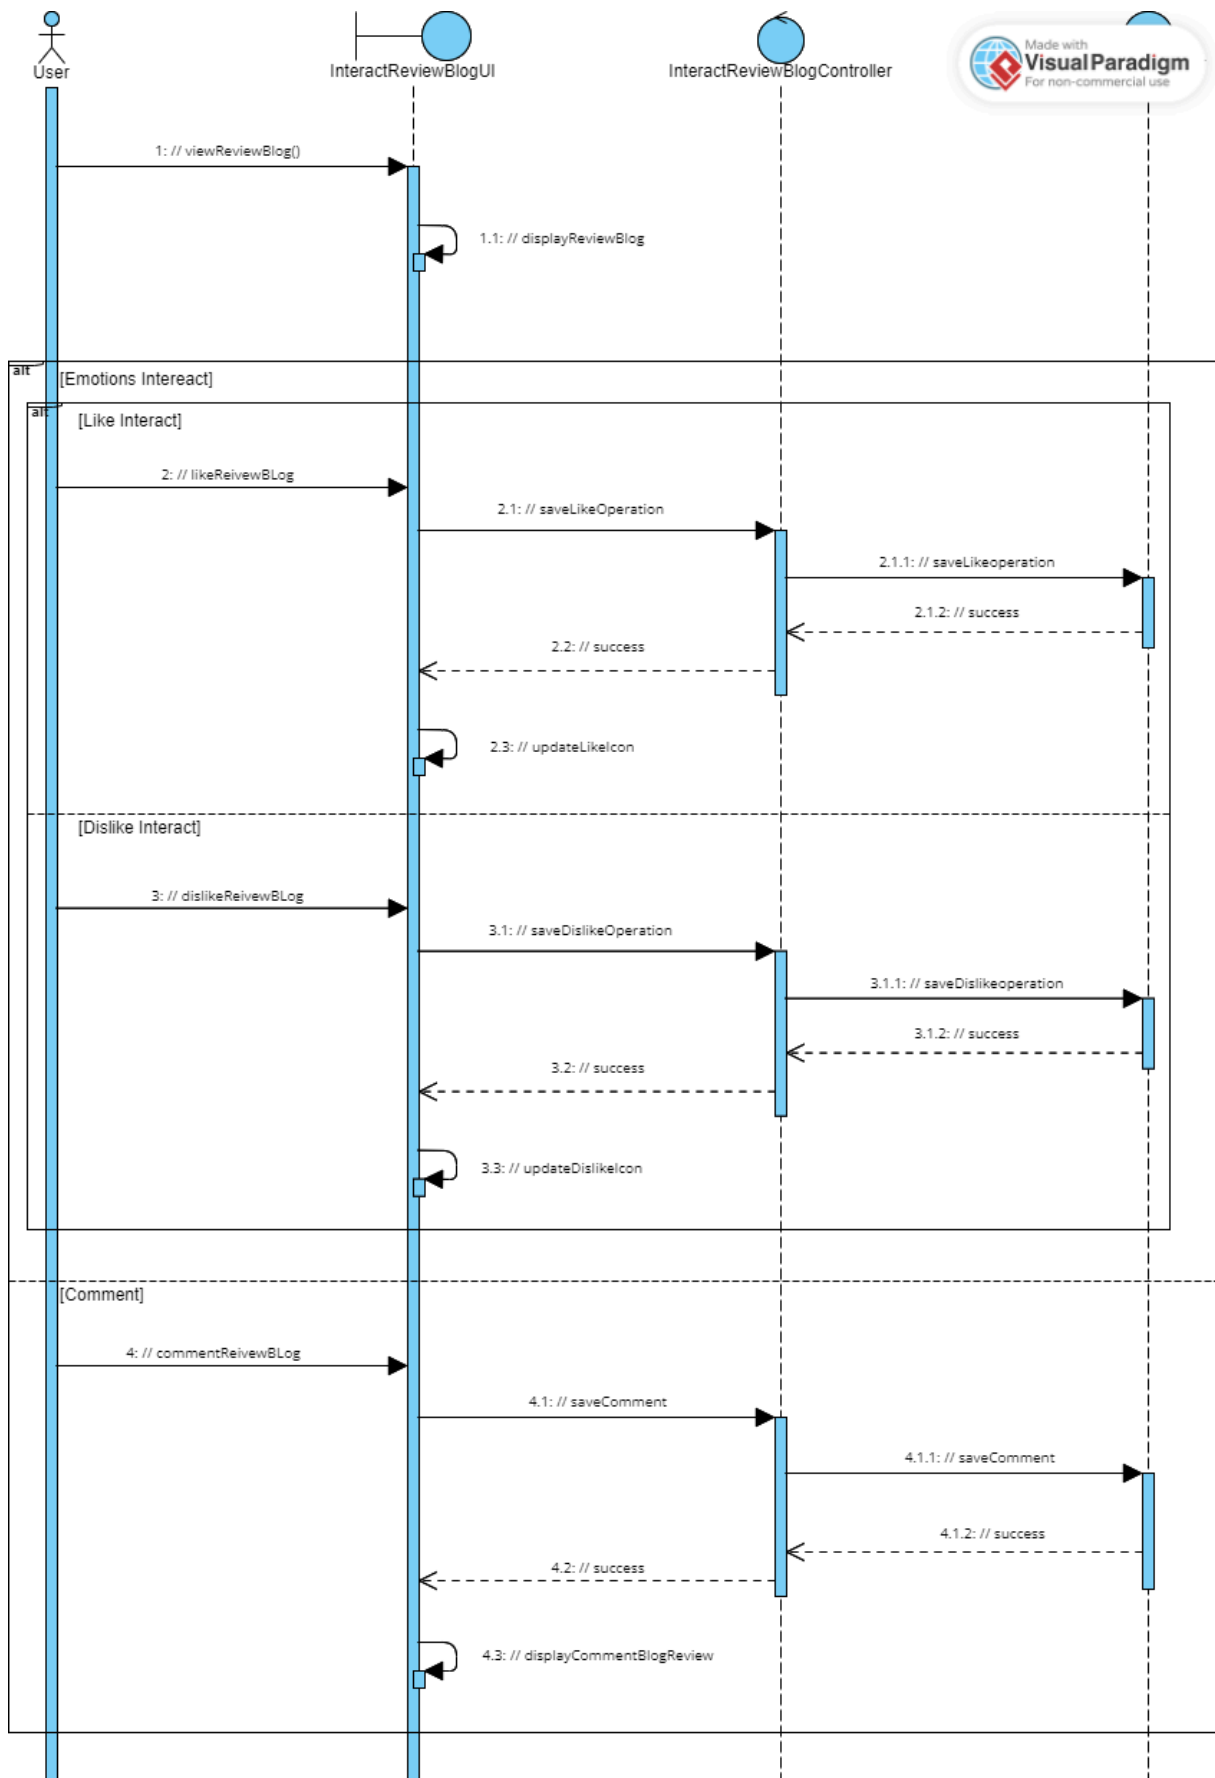 User
InteractReviewBlogUI
InteractReviewBlogController
Made with
Visual Paradigm
For non-commercial use
1: // viewReviewBlog()
1.1: // displayReviewBlog
alt
[Emotions Intereact]
alt
[Like Interact]
2: // likeReivewBLog
2.1: // saveLikeOperation
2.1.1: // saveLikeoperation
2.1.2: // success
2.2: // success
2.3: // updateLikeIcon
[Dislike Interact]
3: // dislikeReivewBLog
3.1: // saveDislikeOperation
3.1.1: // saveDislikeoperation
3.1.2: // success
3.2: // success
3.3: // updateDislikeIcon
[Comment]
4: // commentReivewBLog
4.1: // saveComment
4.1.1: // saveComment
4.1.2: // success
4.2: // success
4.3: // displayCommentBlogReview